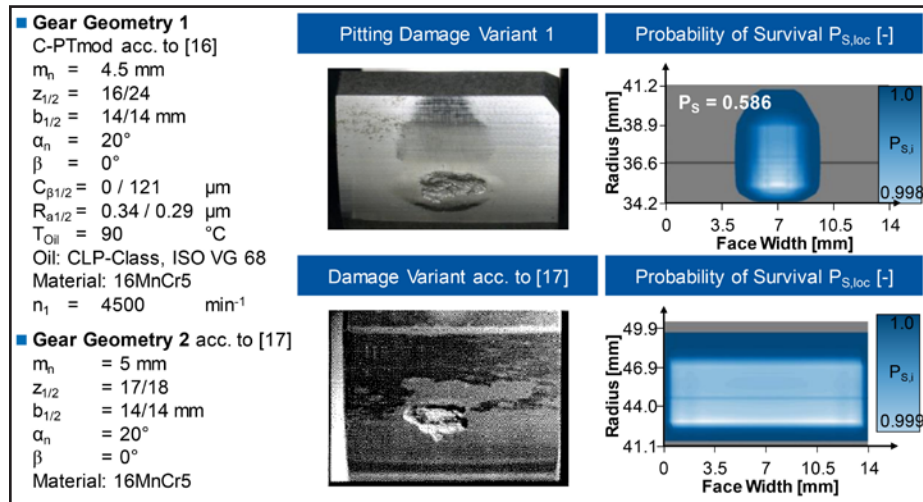 ■ Gear Geometry 1
C-PTmod acc. to [16]
mn = 4.5 mm
z1/2 = 16/24
b1/2 = 14/14 mm
αn = 20°
β = 0°
Cβ1/2 = 0 / 121 µm
Ra1/2 = 0.34 / 0.29 µm
TOil = 90 °C
Oil: CLP-Class, ISO VG 68
Material: 16MnCr5
n1 = 4500 min-1
■ Gear Geometry 2 acc. to [17]
mn = 5 mm
z1/2 = 17/18
b1/2 = 14/14 mm
αn = 20°
β = 0°
Material: 16MnCr5
Pitting Damage Variant 1
Probability of Survival PS,loc [-]
PS = 0.586
Radius [mm]
41.2
38.9
36.6
34.2
0 3.5 7 10.5 14
Face Width [mm]
1.0
PS,i
0.998
Damage Variant acc. to [17]
Probability of Survival PS,loc [-]
Radius [mm]
49.9
46.9
44.0
41.1
0 3.5 7 10.5 14
Face Width [mm]
1.0
PS,i
0.999